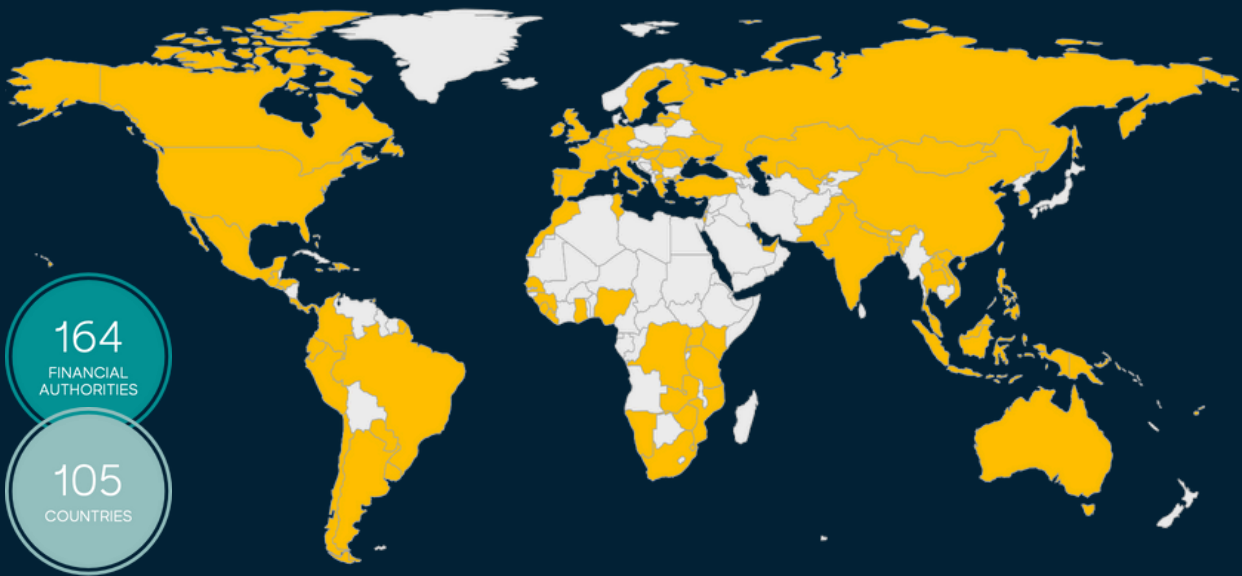 164
FINANCIAL
AUTHORITIES
105
COUNTRIES